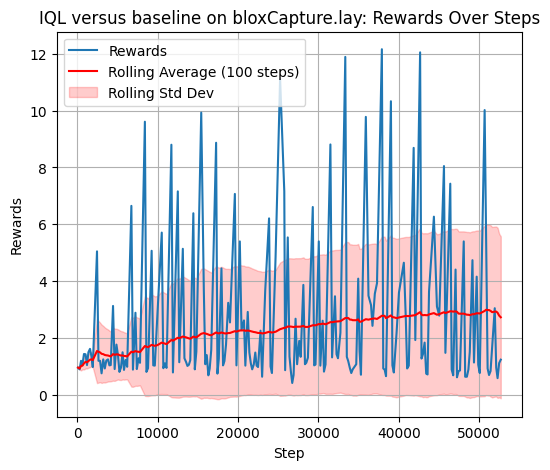 IQL versus baseline on bloxCapture.lay: Rewards Over Steps
Rewards
Rolling Average (100 steps)
Rolling Std Dev
12
10
8
6
4
2
0
Rewards
0 10000 20000 30000 40000 50000
Step